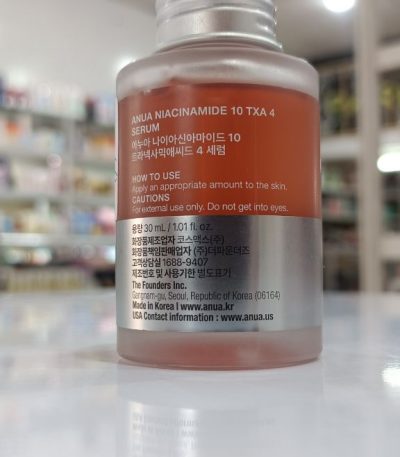 ANUA NIACINAMIDE 10 TXA 4
SERUM
아누아 나이아신아마이드 10
트라넥사믹애씨드 4 세럼
HOW TO USE
Apply an appropriate amount to the skin.
CAUTIONS
For external use only. Do not get into eyes.
용량 30 mL / 1.01 fl. oz.
화장품제조업자 코스맥스(주)
화장품책임판매업자 (주)더파운더즈
고객상담실 1688-9407
제조번호 및 사용기한 별도표기
The Founders Inc.
Gangnam-gu, Seoul, Republic of Korea (06164)
Made in Korea I www.anua.kr
USA Contact information : www.anua.us